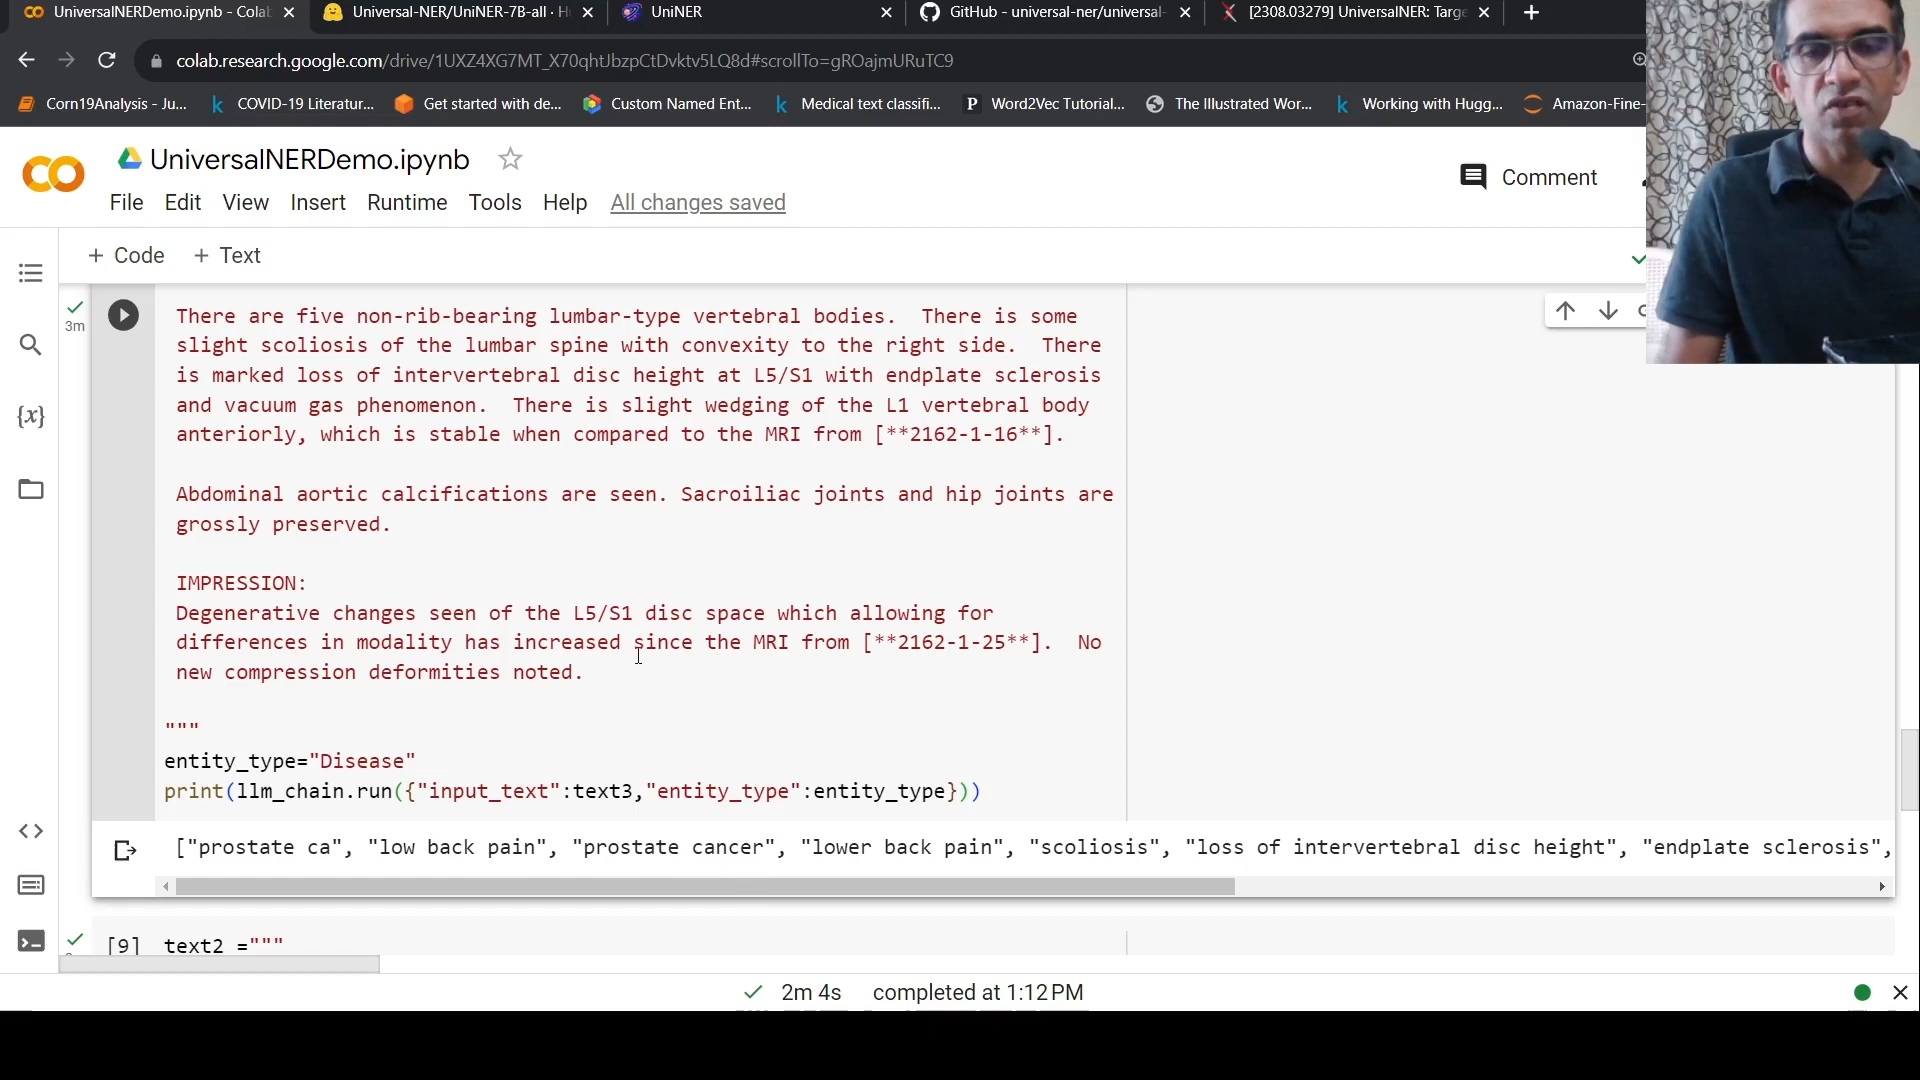 UniversalNERDemo.ipynb - Colab
Universal-NER/UniNER-7B-all · H
UniNER
GitHub - universal-ner/universal-
[2308.03279] UniversalNER: Targe
colab.research.google.com/drive/1UXZ4XG7MT_X70qhtJbzpCtDvktv5LQ8d#scrollTo=gROajmURuTC9
Corn19Analysis - Ju...
COVID-19 Literatur...
Get started with de...
Custom Named Ent...
Medical text classifi...
Word2Vec Tutorial...
The Illustrated Wor...
Working with Hugg...
Amazon-Fine-
UniversalNERDemo.ipynb
Comment
File Edit View Insert Runtime Tools Help All changes saved
+ Code + Text
3m
There are five non-rib-bearing lumbar-type vertebral bodies. There is some
slight scoliosis of the lumbar spine with convexity to the right side. There
is marked loss of intervertebral disc height at L5/S1 with endplate sclerosis
and vacuum gas phenomenon. There is slight wedging of the L1 vertebral body
anteriorly, which is stable when compared to the MRI from [**2162-1-16**].
Abdominal aortic calcifications are seen. Sacroiliac joints and hip joints are
grossly preserved.
IMPRESSION:
Degenerative changes seen of the L5/S1 disc space which allowing for
differences in modality has increased since the MRI from [**2162-1-25**]. No
new compression deformities noted.
"""
entity_type="Disease"
print(llm_chain.run({"input_text":text3,"entity_type":entity_type}))
["prostate ca", "low back pain", "prostate cancer", "lower back pain", "scoliosis", "loss of intervertebral disc height", "endplate sclerosis",
[9] text2 ="""
2m 4s completed at 1:12 PM